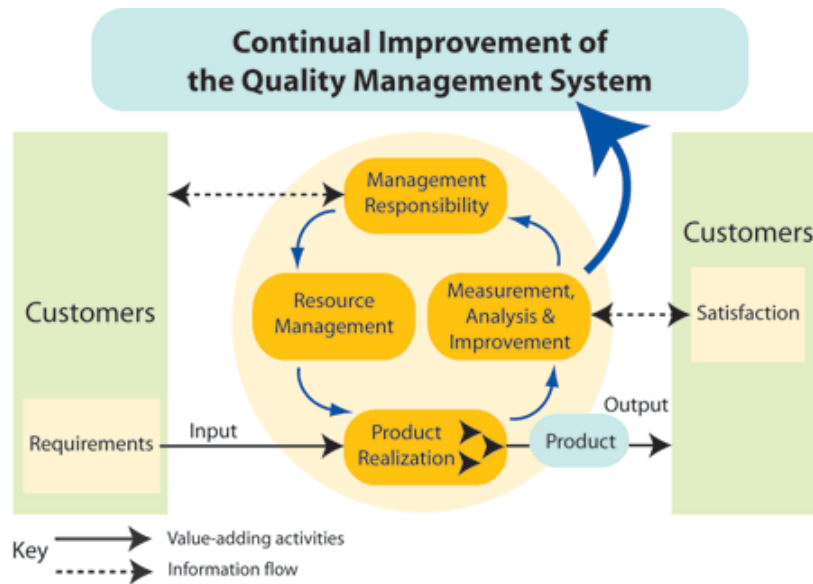 Continual Improvement of
the Quality Management System
Management
Responsibility
Customers
Customers
Resource
Management
Measurement,
Analysis &
Improvement
Satisfaction
Requirements
Input
Product
Realization
Product
Output
Key
Value-adding activities
Information flow